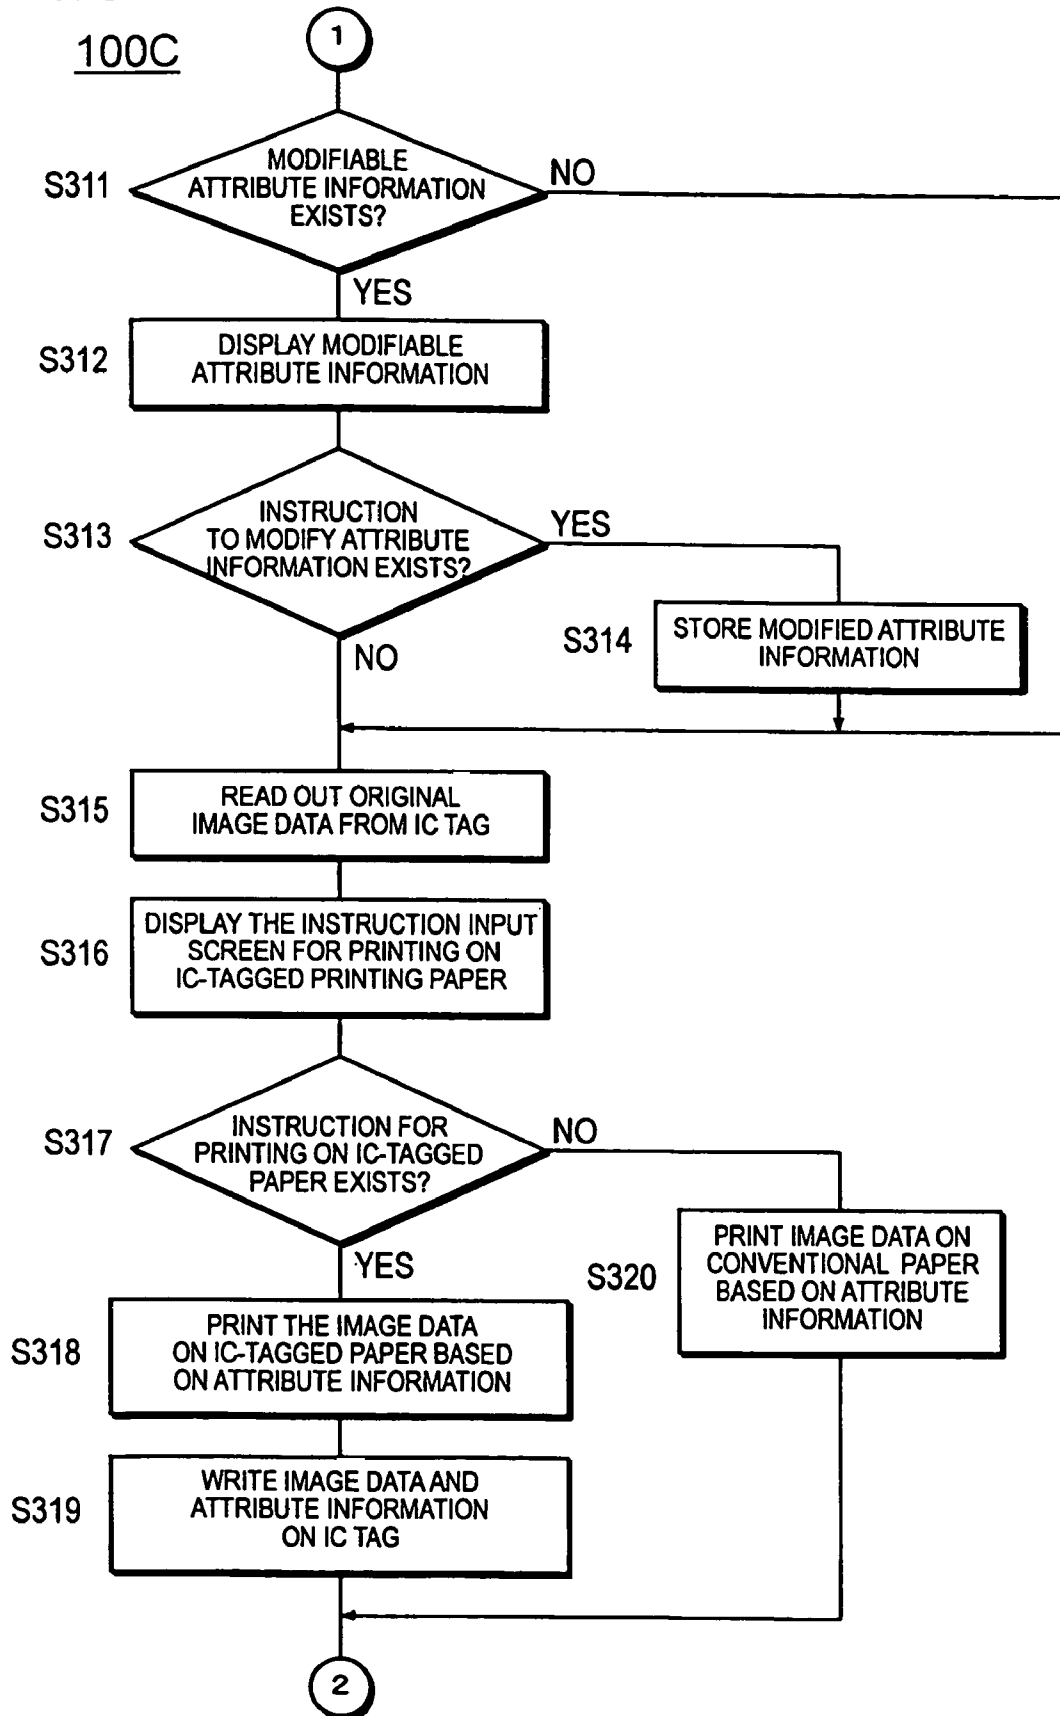 100C
1
S311
MODIFIABLE
ATTRIBUTE INFORMATION
EXISTS?
NO
YES
S312
DISPLAY MODIFIABLE
ATTRIBUTE INFORMATION
S313
INSTRUCTION
TO MODIFY ATTRIBUTE
INFORMATION EXISTS?
YES
NO
S314
STORE MODIFIED ATTRIBUTE
INFORMATION
S315
READ OUT ORIGINAL
IMAGE DATA FROM IC TAG
S316
DISPLAY THE INSTRUCTION INPUT
SCREEN FOR PRINTING ON
IC-TAGGED PRINTING PAPER
S317
INSTRUCTION FOR
PRINTING ON IC-TAGGED
PAPER EXISTS?
NO
YES
S320
PRINT IMAGE DATA ON
CONVENTIONAL PAPER
BASED ON ATTRIBUTE
INFORMATION
S318
PRINT THE IMAGE DATA
ON IC-TAGGED PAPER BASED
ON ATTRIBUTE INFORMATION
S319
WRITE IMAGE DATA AND
ATTRIBUTE INFORMATION
ON IC TAG
2